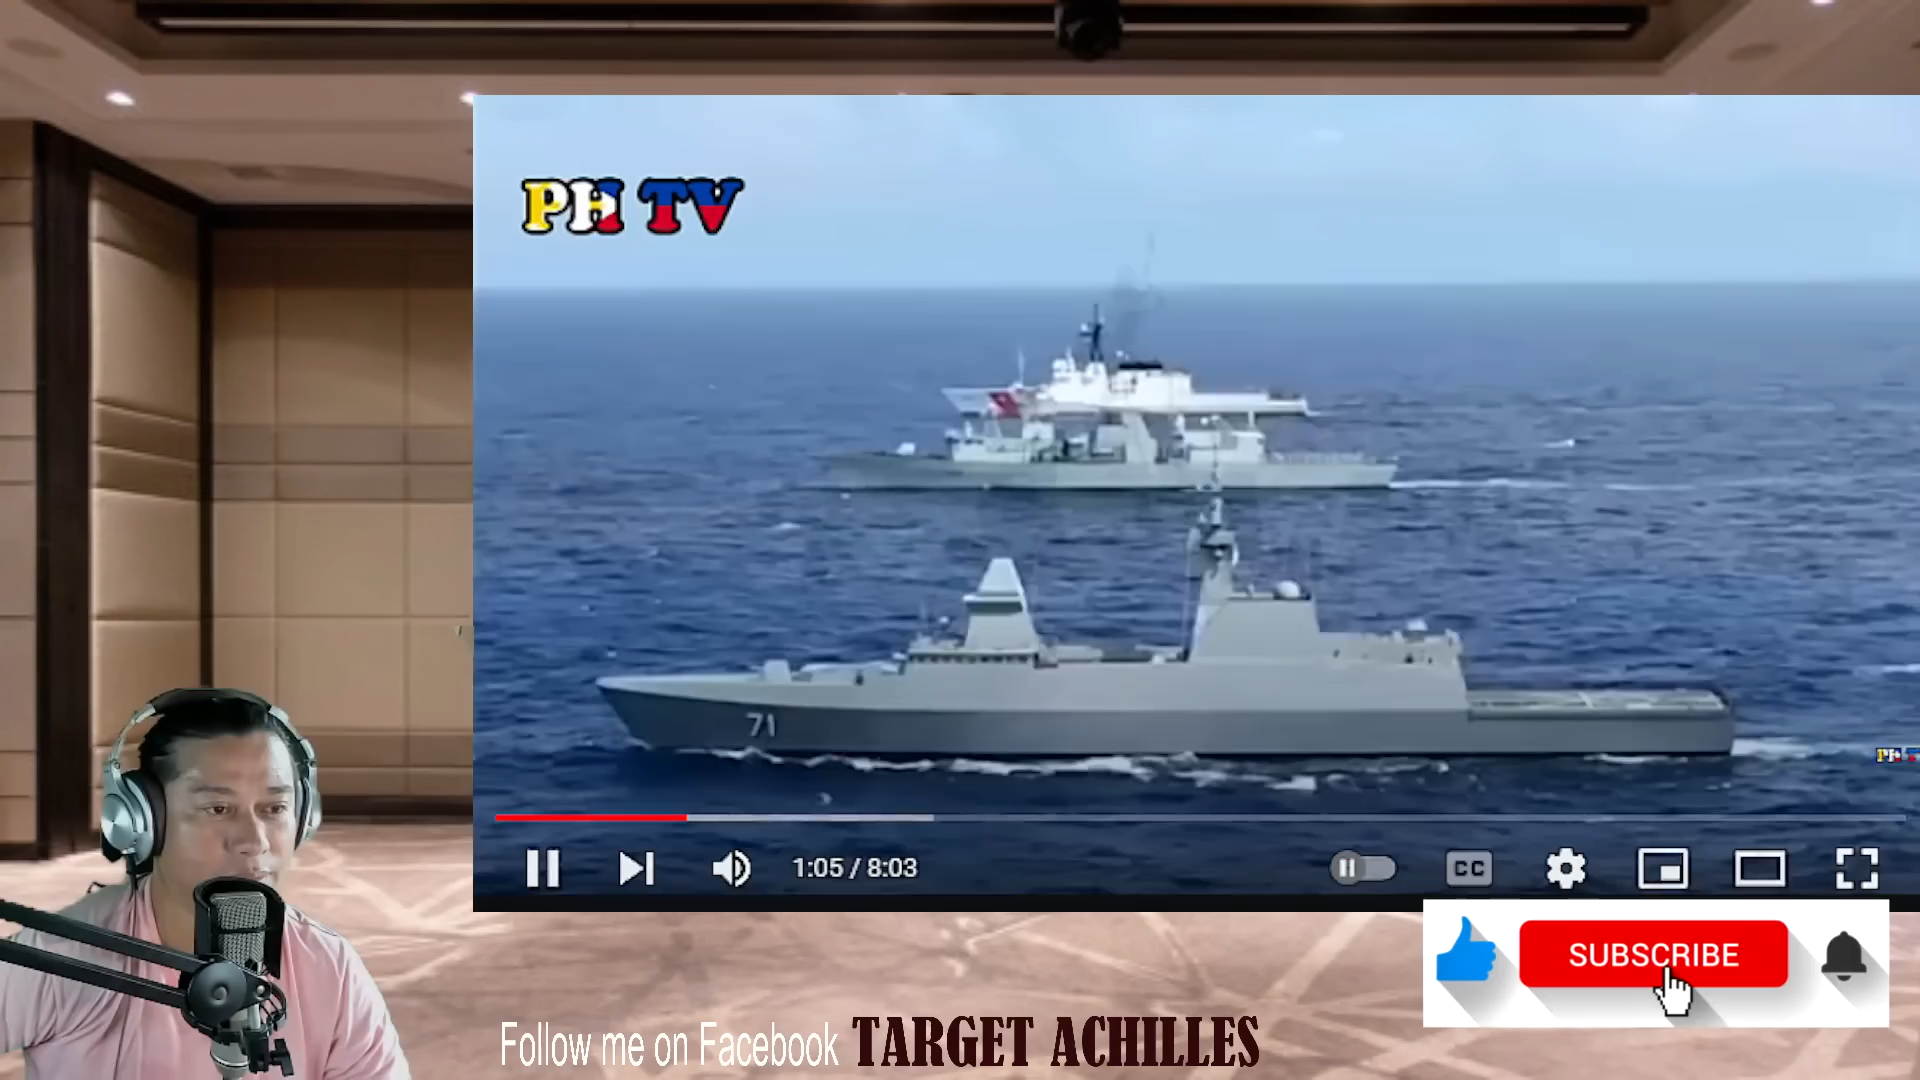 PH TV
71
1:05 / 8:03
CC
SUBSCRIBE
Follow me on Facebook TARGET ACHILLES